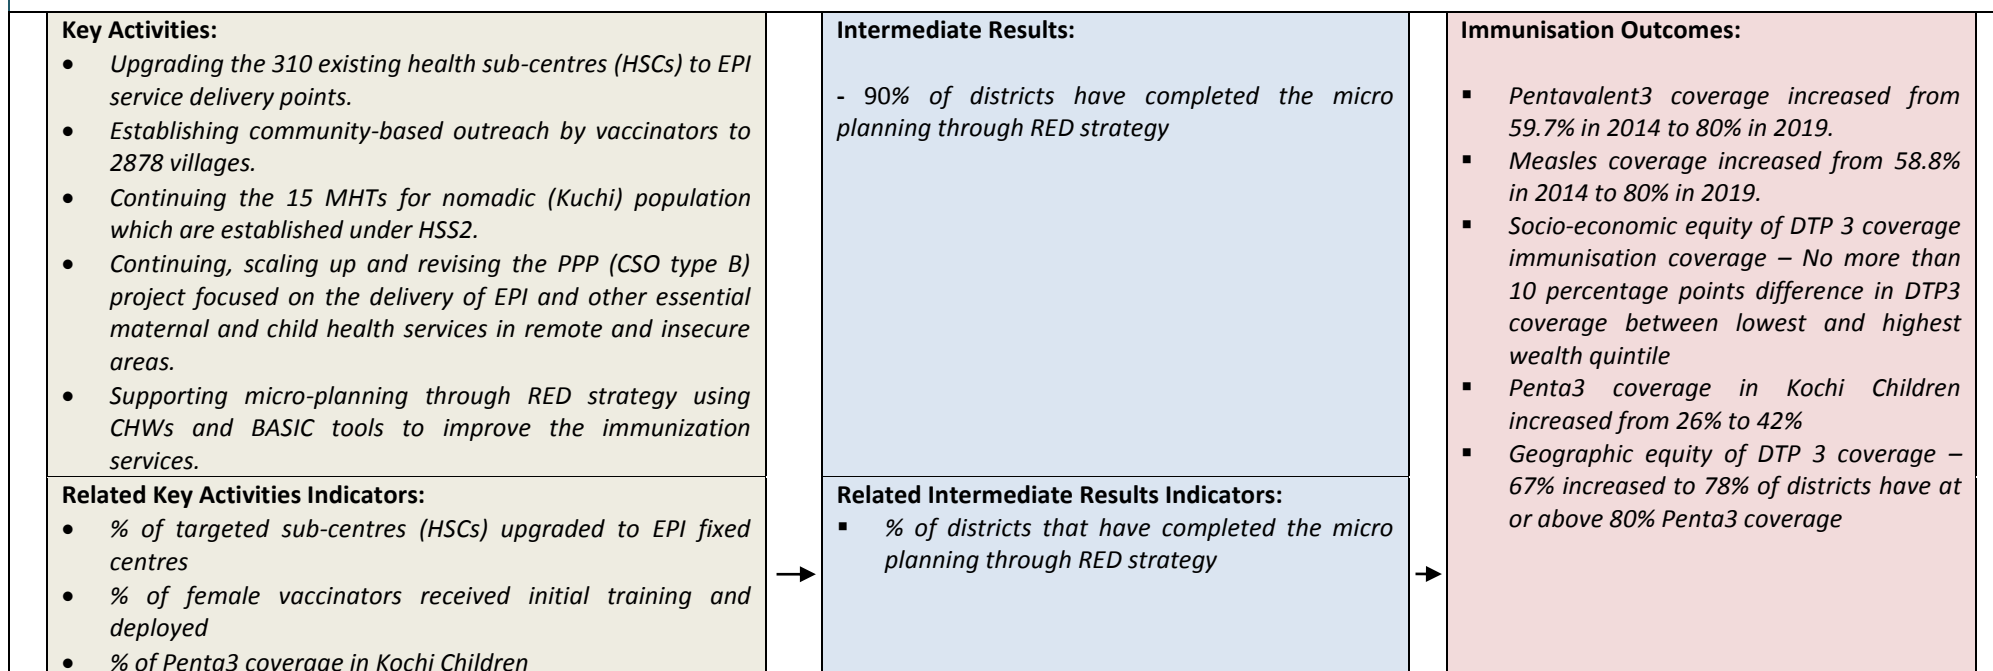 Key Activities:
• Upgrading the 310 existing health sub-centres (HSCs) to EPI
service delivery points.
• Establishing community-based outreach by vaccinators to
2878 villages.
• Continuing the 15 MHTs for nomadic (Kuchi) population
which are established under HSS2.
• Continuing, scaling up and revising the PPP (CSO type B)
project focused on the delivery of EPI and other essential
maternal and child health services in remote and insecure
areas.
• Supporting micro-planning through RED strategy using
CHWs and BASIC tools to improve the immunization
services.
Related Key Activities Indicators:
• % of targeted sub-centres (HSCs) upgraded to EPI fixed
centres
• % of female vaccinators received initial training and
deployed
• % of Penta3 coverage in Kochi Children
Intermediate Results:
- 90% of districts have completed the micro
planning through RED strategy
Related Intermediate Results Indicators:
▪ % of districts that have completed the micro
planning through RED strategy
Immunisation Outcomes:
▪ Pentavalent3 coverage increased from
59.7% in 2014 to 80% in 2019.
▪ Measles coverage increased from 58.8%
in 2014 to 80% in 2019.
▪ Socio-economic equity of DTP 3 coverage
immunisation coverage – No more than
10 percentage points difference in DTP3
coverage between lowest and highest
wealth quintile
▪ Penta3 coverage in Kochi Children
increased from 26% to 42%
▪ Geographic equity of DTP 3 coverage –
67% increased to 78% of districts have at
or above 80% Penta3 coverage